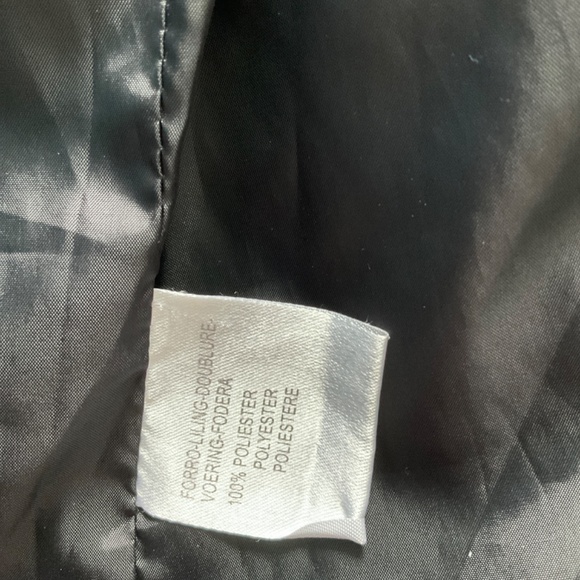 FORRO-LILING-DOUBLURE-
VOERING-FODERA
100% POLIESTER
POLYESTER
POLIESTERE